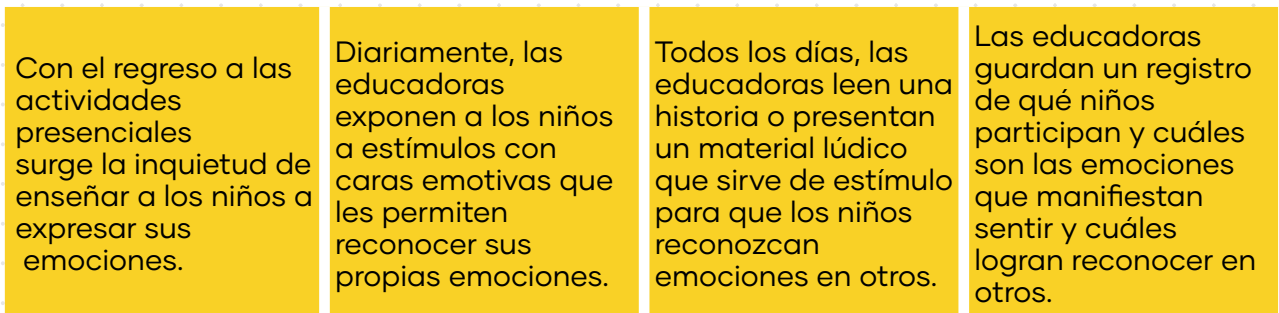 Con el regreso a las
actividades
presenciales
surge la inquietud de
enseñar a los niños a
expresar sus
emociones.
Diariamente, las
educadoras
exponen a los niños
a estímulos con
caras emotivas que
les permiten
reconocer sus
propias emociones.
Todos los días, las
educadoras leen una
historia o presentan
un material lúdico
que sirve de estímulo
para que los niños
reconozcan
emociones en otros.
Las educadoras
guardan un registro
de qué niños
participan y cuáles
son las emociones
que manifiestan
sentir y cuáles
logran reconocer en
otros.